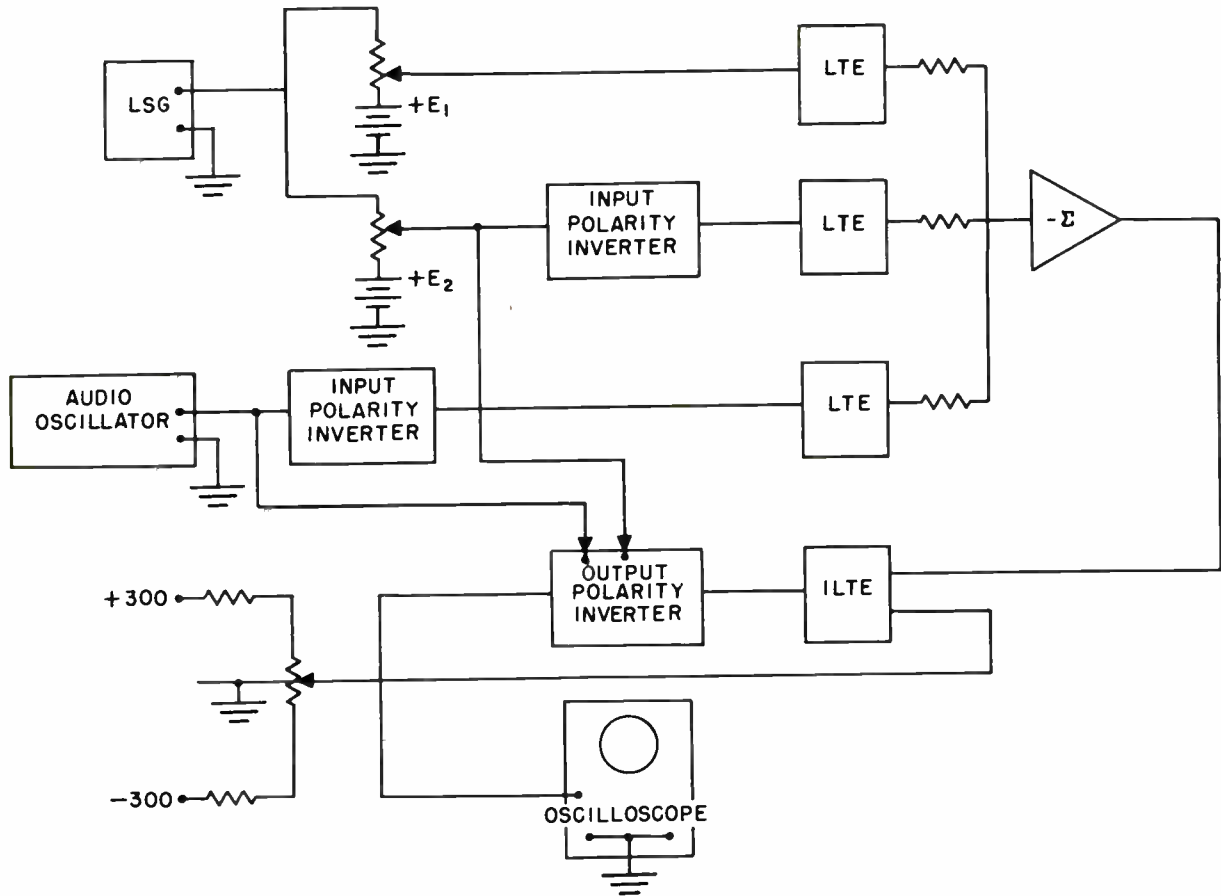 LSG
+E₁
LTE
+E₂
INPUT
POLARITY
INVERTER
LTE
-Σ
AUDIO
OSCILLATOR
INPUT
POLARITY
INVERTER
LTE
OUTPUT
POLARITY
INVERTER
ILTE
+300
-300
OSCILLOSCOPE